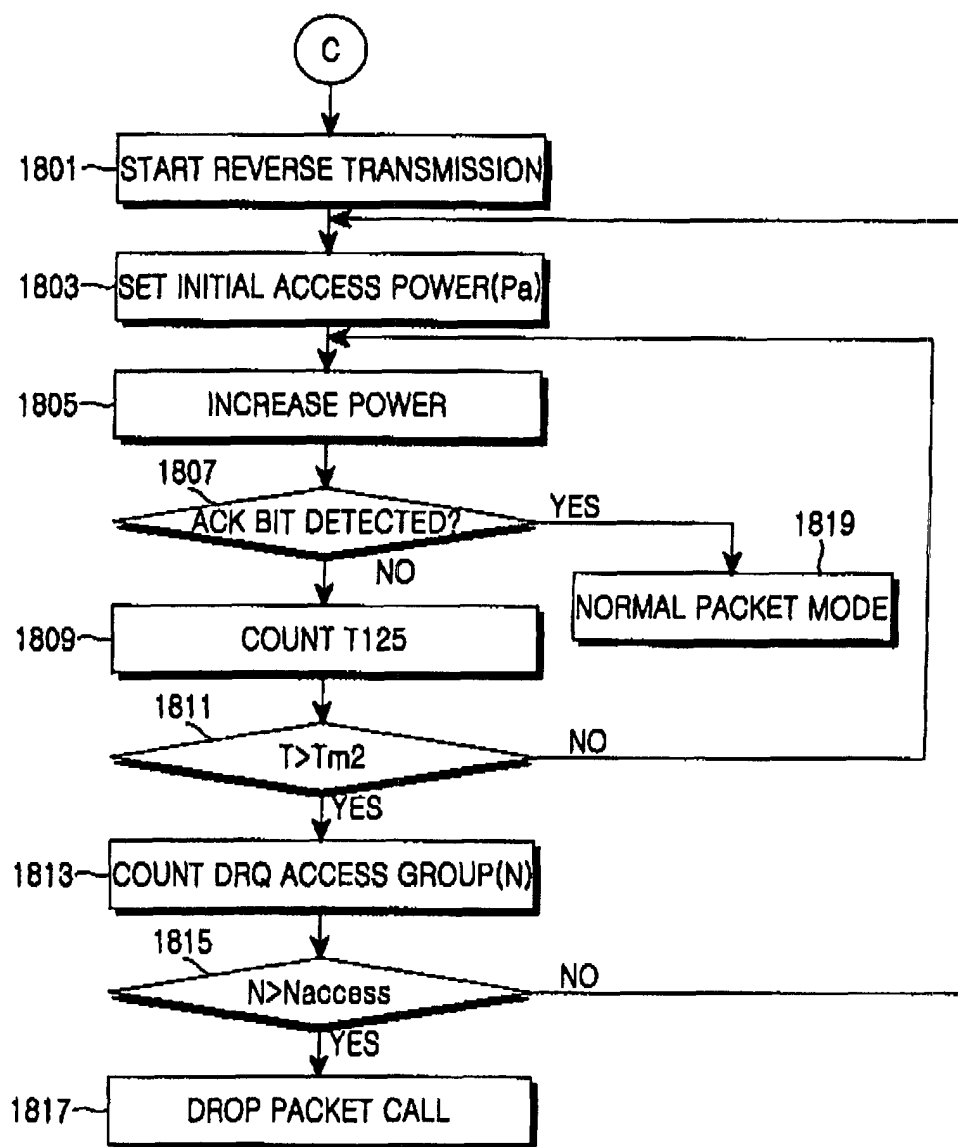 C
1801
START REVERSE TRANSMISSION
1803
SET INITIAL ACCESS POWER(Pa)
1805
INCREASE POWER
1807
ACK BIT DETECTED?
YES
NO
1819
NORMAL PACKET MODE
1809
COUNT T125
1811
T>Tm2
NO
YES
1813
COUNT DRQ ACCESS GROUP(N)
1815
N>Naccess
NO
YES
1817
DROP PACKET CALL